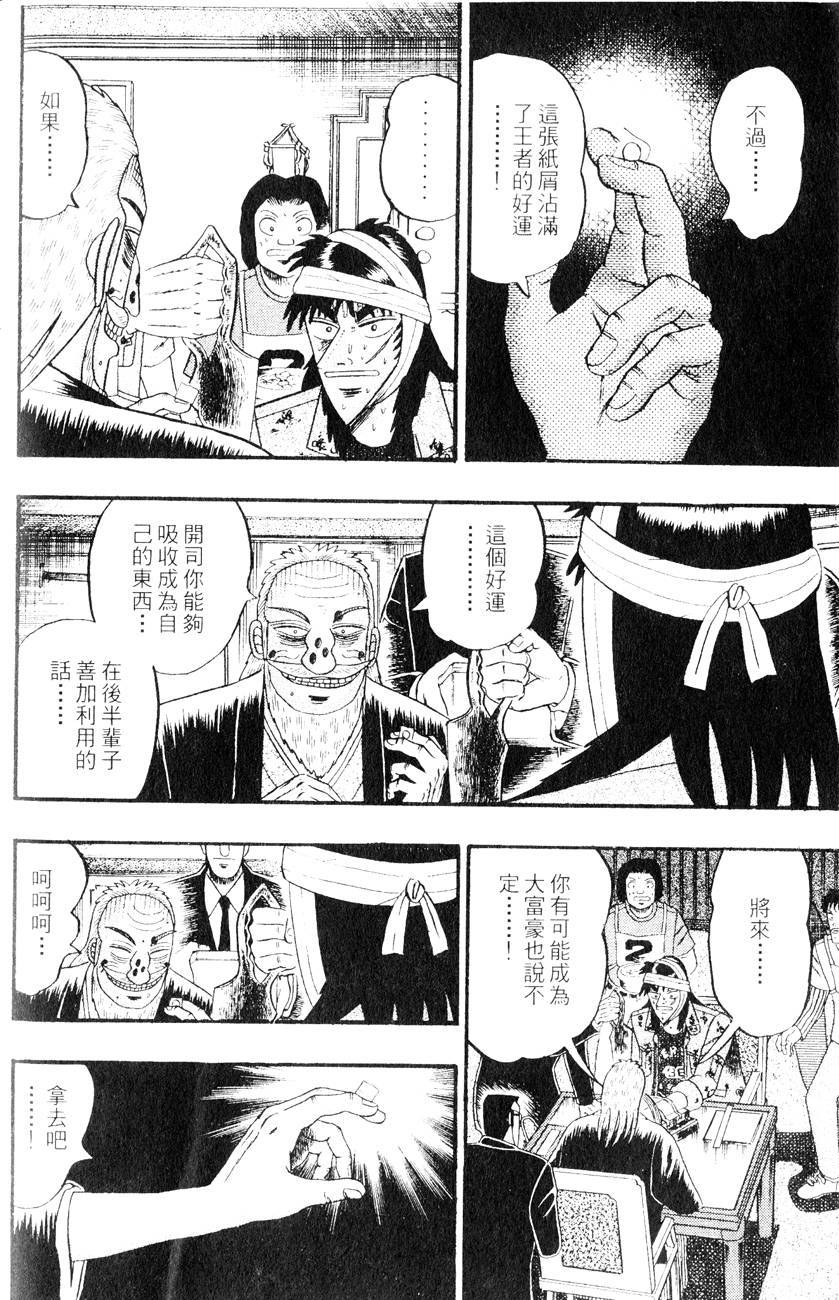 不過……
這張紙屑沾滿
了王者的好運
………！
………
如果……
這個好運
………
開司你能夠
吸收成為自
己的東西…
在後半輩子
善加利用的
話……
將來……
你有可能成為
大富豪也說不
定……！
2
呵呵呵…
拿去吧
……！